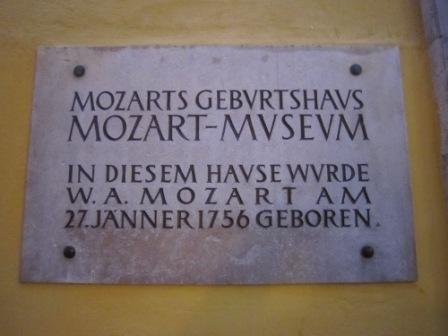 MOZARTS GEBVRTSHAVS
MOZART-MVSEVM
IN DIESEM HAVSE WVRDE
W. A. MOZART AM
27. JÄNNER 1756 GEBOREN.